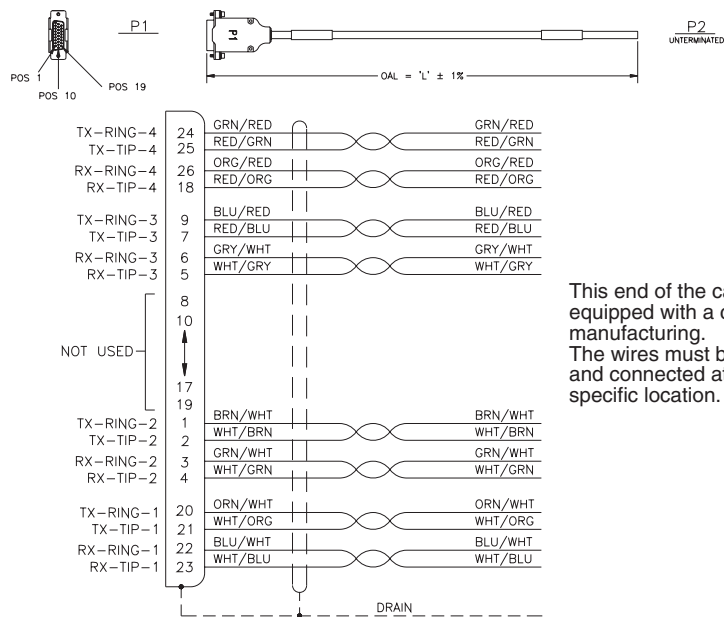 P1
P1
P2
UNTERMINATED
POS 1
POS 10
POS 19
OAL = 'L' ± 1%
TX-RING-4 24 GRN/RED GRN/RED
TX-TIP-4 25 RED/GRN RED/GRN
RX-RING-4 26 ORG/RED ORG/RED
RX-TIP-4 18 RED/ORG RED/ORG
TX-RING-3 9 BLU/RED BLU/RED
TX-TIP-3 7 RED/BLU RED/BLU
RX-RING-3 6 GRY/WHT GRY/WHT
RX-TIP-3 5 WHT/GRY WHT/GRY
8
10
NOT USED
17
19
TX-RING-2 1 BRN/WHT BRN/WHT
TX-TIP-2 2 WHT/BRN WHT/BRN
RX-RING-2 3 GRN/WHT GRN/WHT
RX-TIP-2 4 WHT/GRN WHT/GRN
TX-RING-1 20 ORN/WHT ORN/WHT
TX-TIP-1 21 WHT/ORG WHT/ORG
RX-RING-1 22 BLU/WHT BLU/WHT
RX-TIP-1 23 WHT/BLU WHT/BLU
DRAIN
This end of the
equipped with a
manufacturing.
The wires must
and connected
specific location.